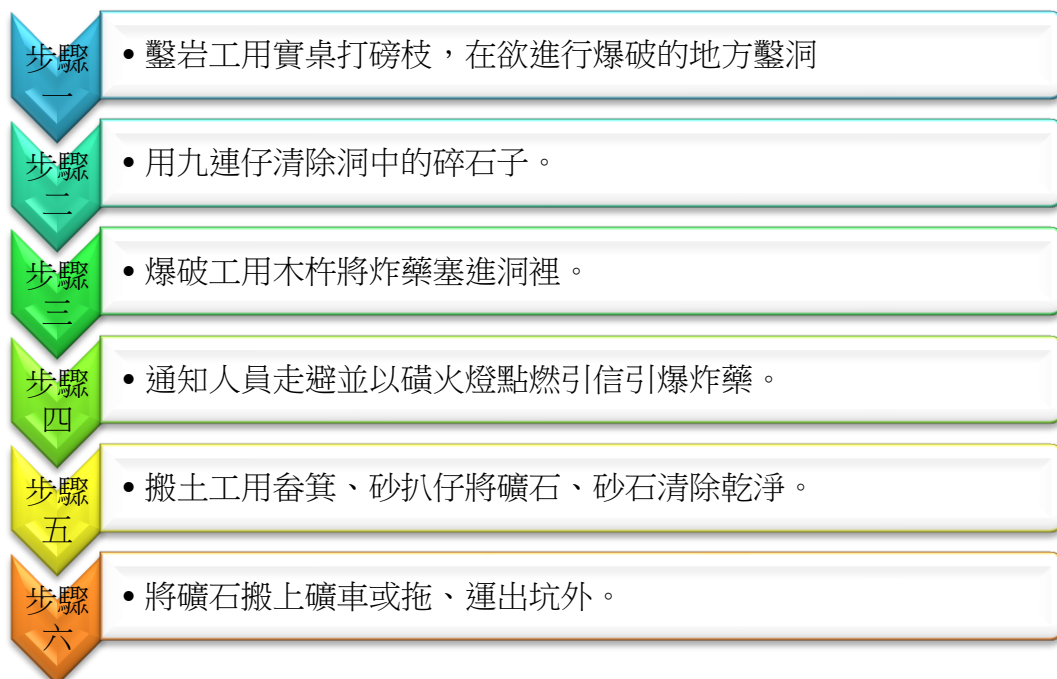 步驟
一
• 鑿岩工用實桌打磅枝，在欲進行爆破的地方鑿洞
步驟
二
• 用九連仔清除洞中的碎石子。
步驟
三
• 爆破工用木杵將炸藥塞進洞裡。
步驟
四
• 通知人員走避並以磺火燈點燃引信引爆炸藥。
步驟
五
• 搬土工用畚箕、砂扒仔將礦石、砂石清除乾淨。
步驟
六
• 將礦石搬上礦車或拖、運出坑外。